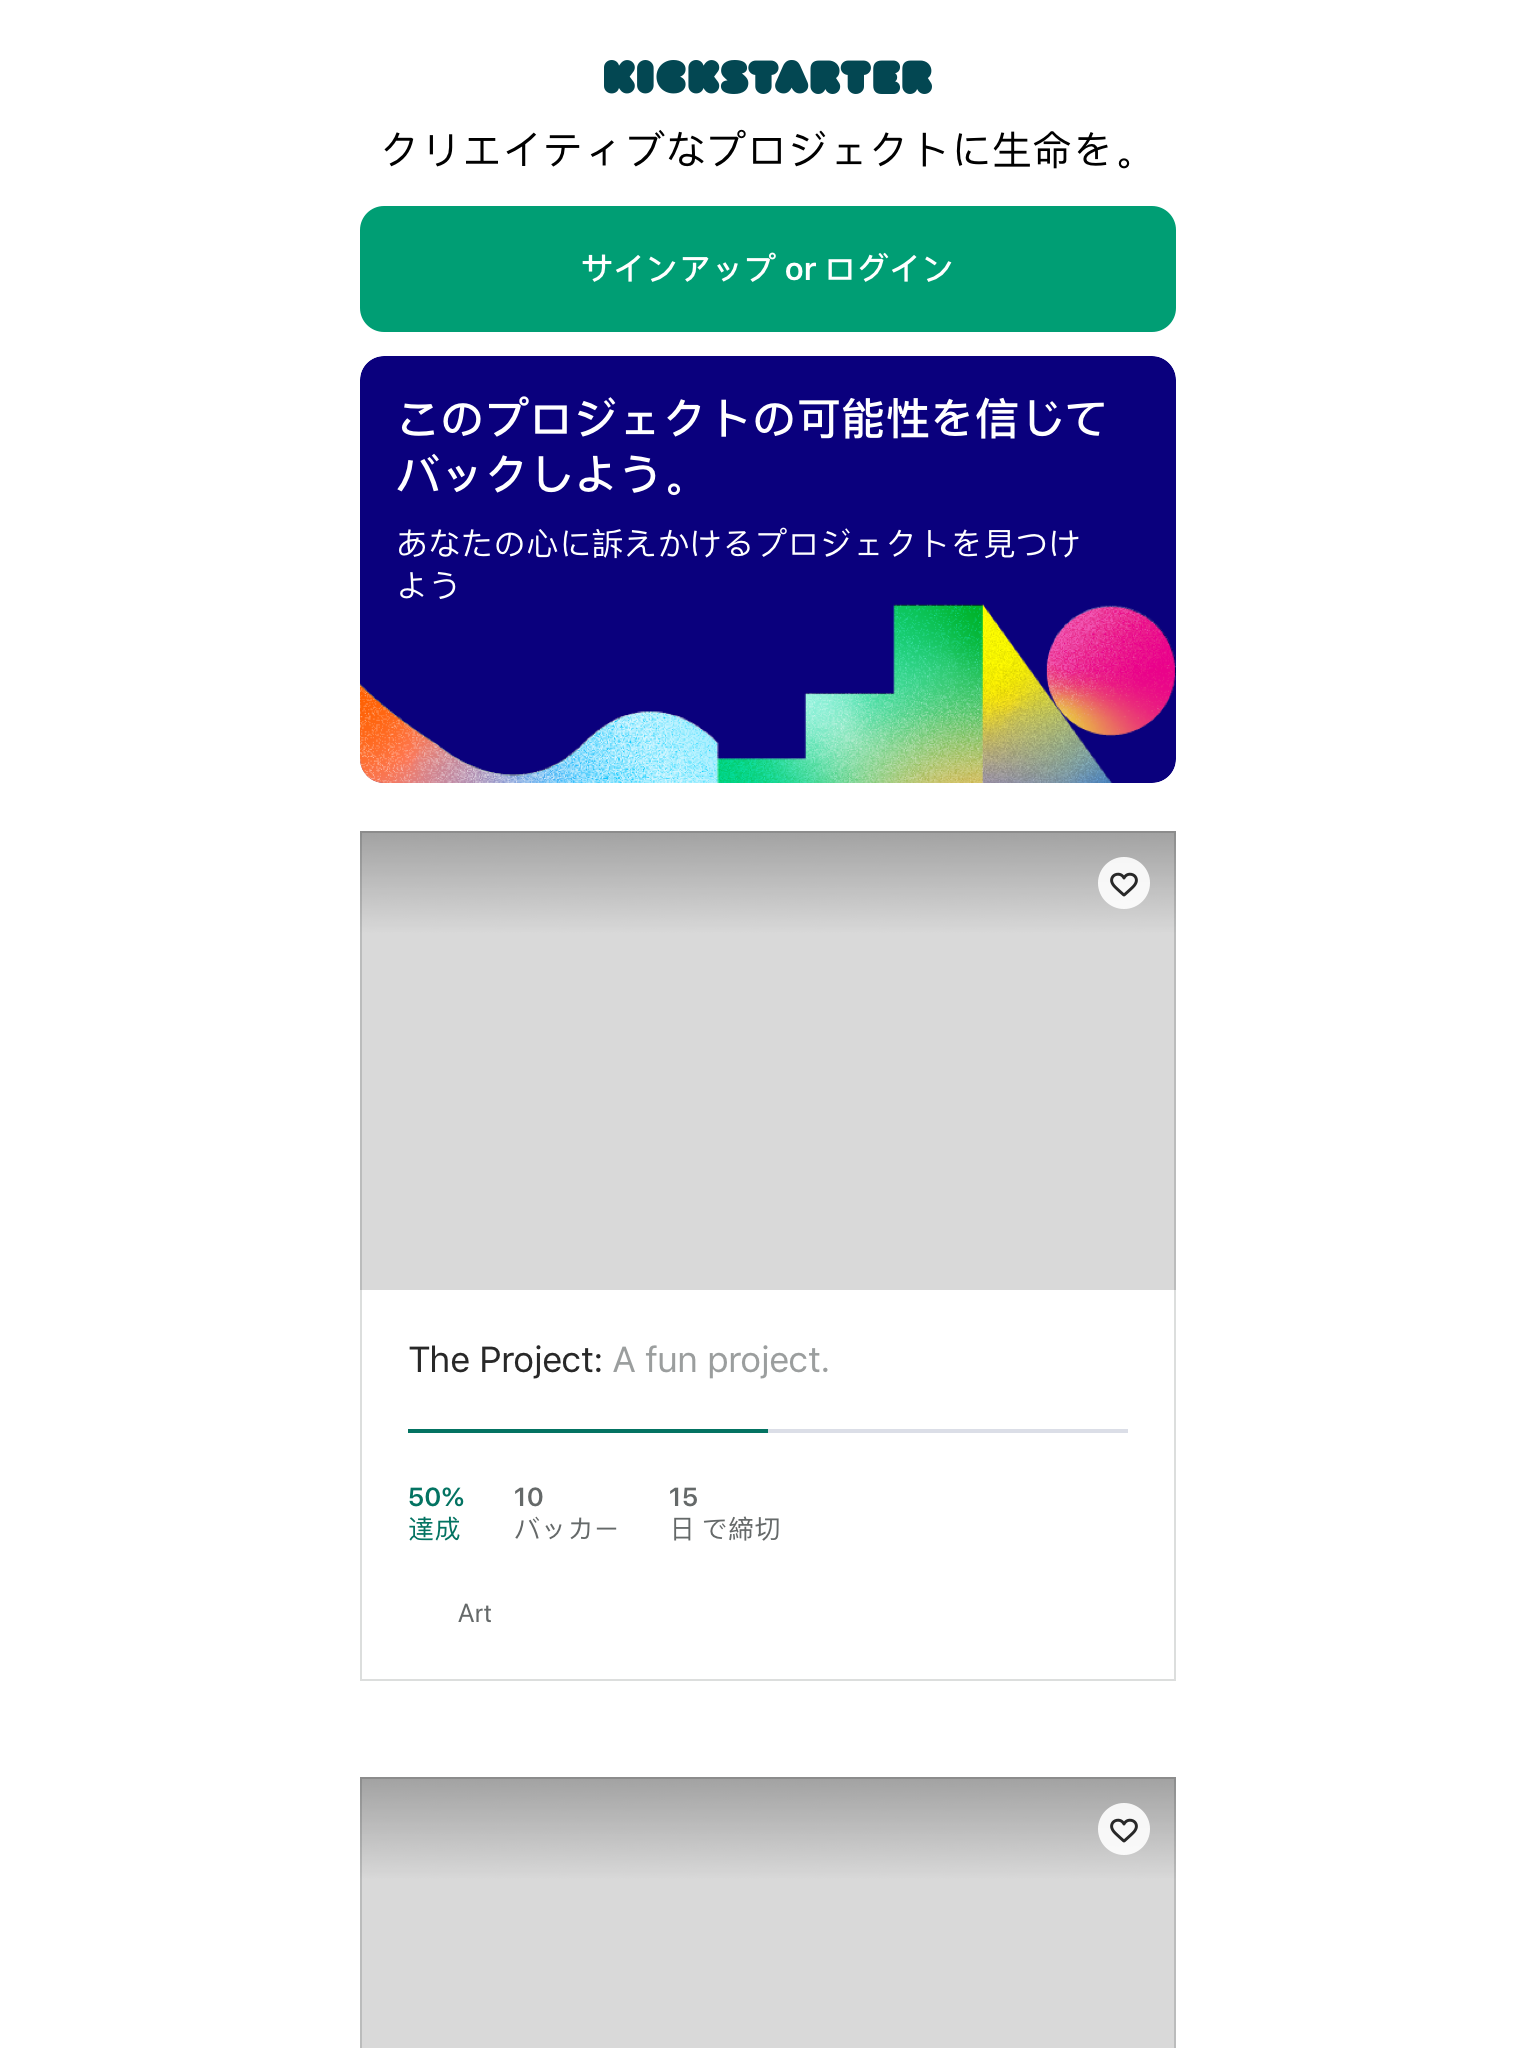 KICKSTARTER
クリエイティブなプロジェクトに生命を。
サインアップ or ログイン
このプロジェクトの可能性を信じて
バックしよう。
あなたの心に訴えかけるプロジェクトを見つけ
よう
The Project: A fun project.
50% 10 15
達成 バッカー 日 で締切
Art